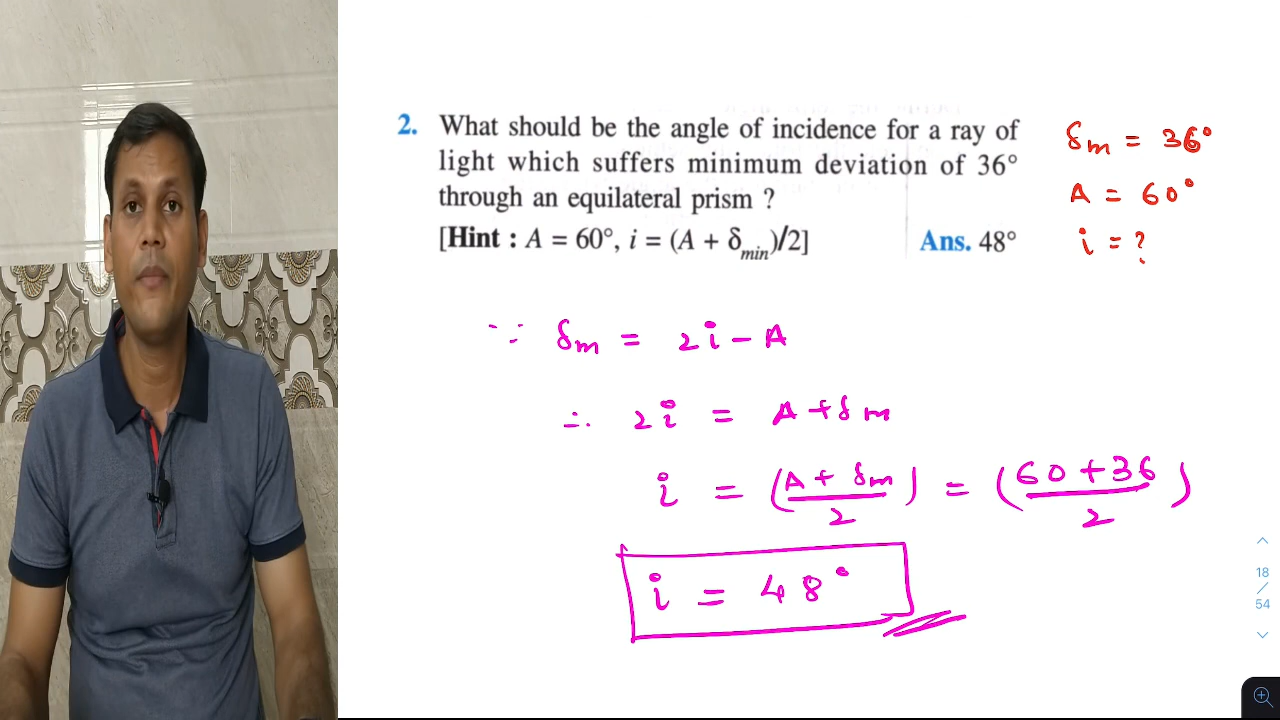 2. What should be the angle of incidence for a ray of
light which suffers minimum deviation of 36°
through an equilateral prism ?
[Hint : A = 60°, i = (A + δmin)/2]
Ans. 48°
δm = 36°
A = 60°
i = ?
∵ δm = 2i - A
∴ 2i = A + δm
i = (A + δm / 2) = (60 + 36 / 2)
i = 48°
18
/
54